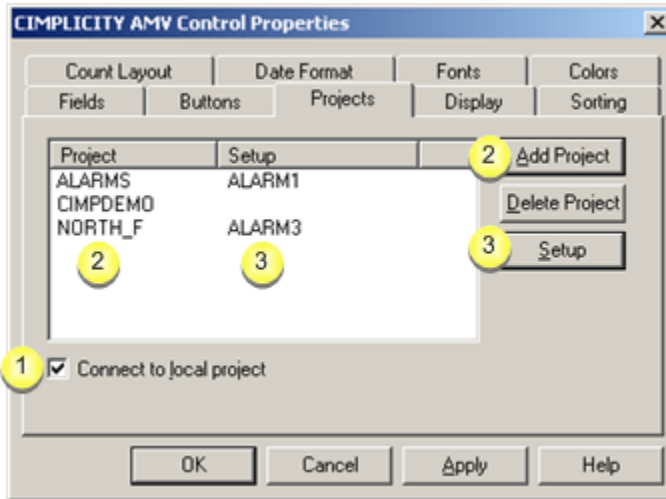 CIMPLICITY AMV Control Properties
Count Layout Date Format Fonts Colors
Fields Buttons Projects Display Sorting
Project Setup 2 Add Project
ALARMS ALARM1
CIMPDEMO Delete Project
NORTH_F ALARM3
2 3 3 Setup
1 Connect to local project
OK Cancel Apply Help